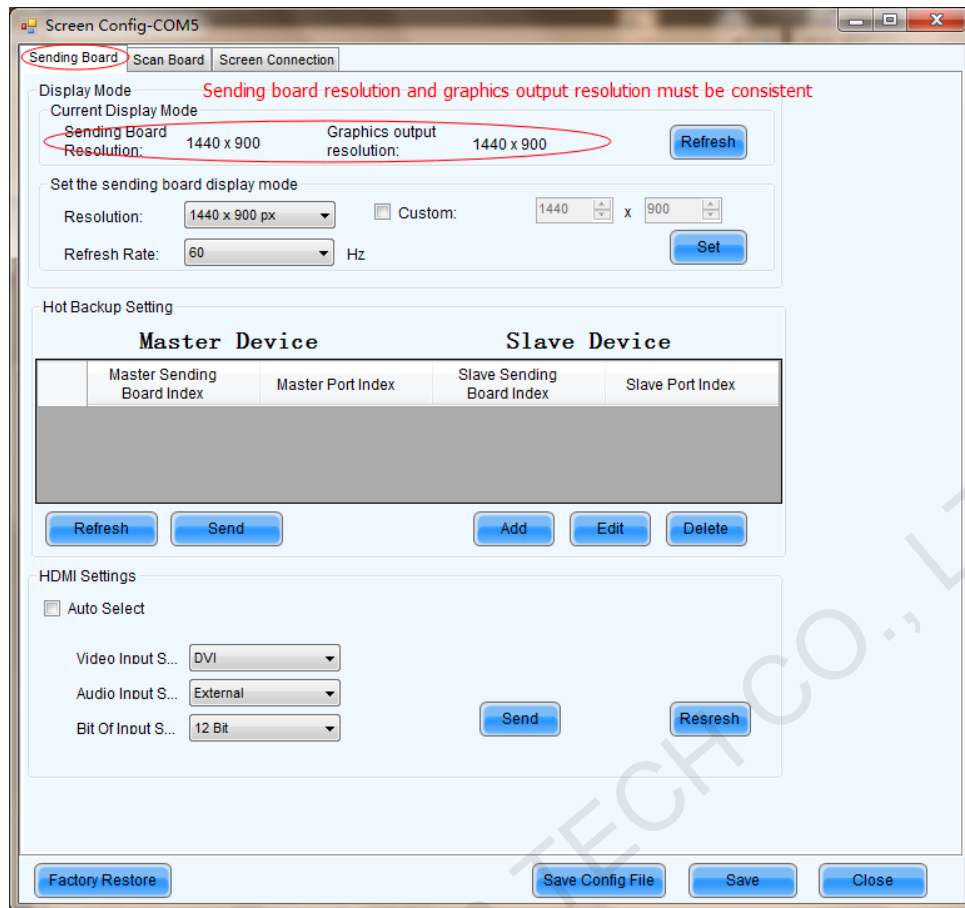 Screen Config-COM5
Sending Board Scan Board Screen Connection
Display Mode Sending board resolution and graphics output resolution must be consistent
Current Display Mode
Sending Board Resolution: 1440 x 900 Graphics output resolution: 1440 x 900 Refresh
Set the sending board display mode
Resolution: 1440 x 900 px Custom: 1440 x 900
Refresh Rate: 60 Hz Set
Hot Backup Setting
Master Device Slave Device
Master Sending Board Index Master Port Index Slave Sending Board Index Slave Port Index
Refresh Send Add Edit Delete
HDMI Settings
Auto Select
Video Input S... DVI
Audio Input S... External
Bit Of Input S... 12 Bit
Send Resresh
TECH CO.,
Factory Restore Save Config File Save Close